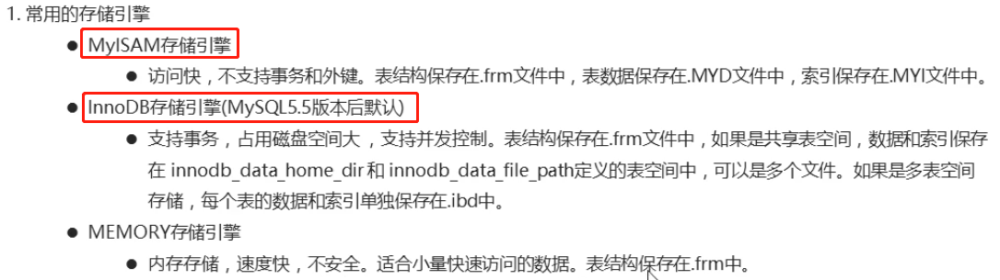 1. 常用的存储引擎
● MyISAM存储引擎
● 访问快，不支持事务和外键。表结构保存在.frm文件中，表数据保存在.MYD文件中，索引保存在.MYI文件中。
● InnoDB存储引擎(MySQL5.5版本后默认)
● 支持事务，占用磁盘空间大 ，支持并发控制。表结构保存在.frm文件中，如果是共享表空间，数据和索引保存
在 innodb_data_home_dir 和 innodb_data_file_path定义的表空间中，可以是多个文件。如果是多表空间
存储，每个表的数据和索引单独保存在.ibd中。
● MEMORY存储引擎
● 内存存储，速度快，不安全。适合小量快速访问的数据。表结构保存在.frm中。